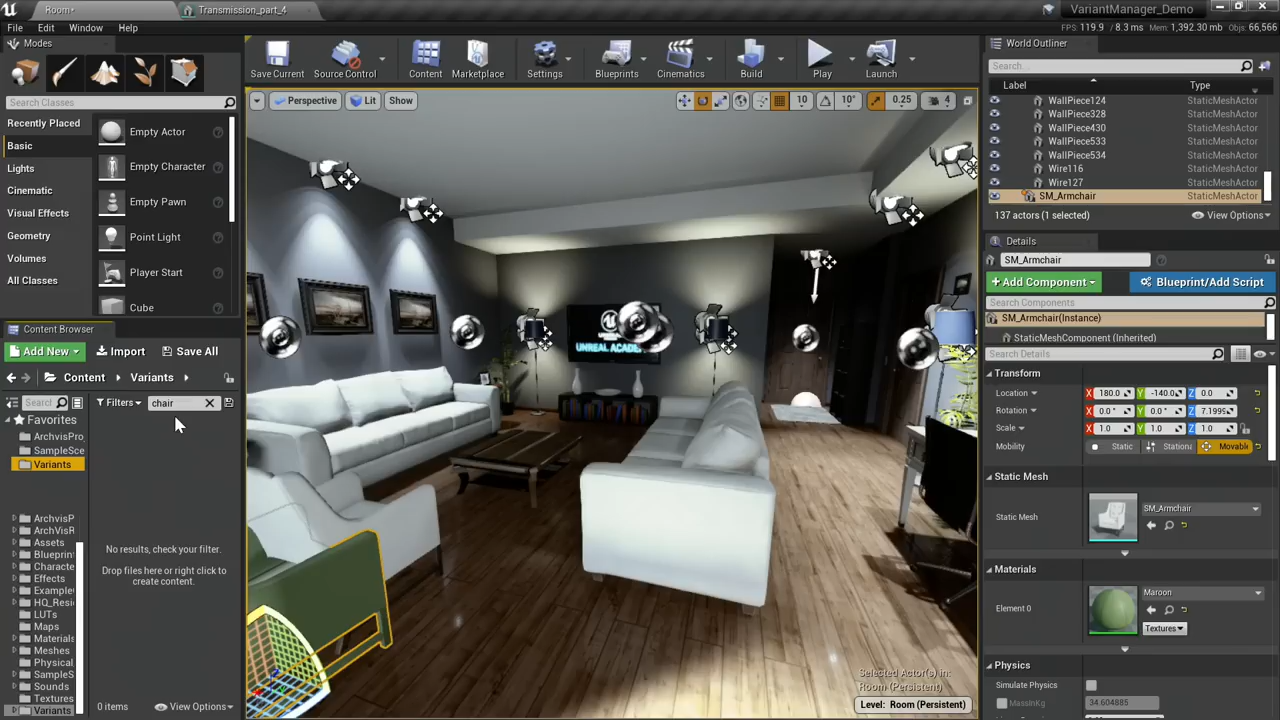 Room*
Transmission_part_4
VariantManager_Demo
File Edit Window Help
FPS: 119.9 / 8.3 ms Mem: 1,392.30 mb Objs: 66,566
Modes
Search Classes
Recently Placed
Basic
Lights
Cinematic
Visual Effects
Geometry
Volumes
All Classes
Empty Actor
Empty Character
Empty Pawn
Point Light
Player Start
Cube
Save Current
Source Control
Content
Marketplace
Settings
Blueprints
Cinematics
Build
Play
Launch
Perspective
Lit
Show
10
10°
0.25
4
UNREAL ACADE
Selected Actor(s) in:
Room (Persistent)
Level: Room (Persistent)
Content Browser
Add New
Import
Save All
Content
Variants
Search
Filters
chair
Favorites
ArchvisPro
SampleSce
Variants
ArchvisP
ArchVisR
Assets
Blueprint
Characte
Effects
Example
HQ_Resi
LUTs
Maps
Materials
Meshes
Physical
SampleS
Sounds
Textures
Variants
No results, check your filter.
Drop files here or right click to
create content.
0 items
View Options
World Outliner
Search...
Label
Type
WallPiece124 StaticMeshActor
WallPiece328 StaticMeshActor
WallPiece430 StaticMeshActor
WallPiece533 StaticMeshActor
WallPiece534 StaticMeshActor
Wire116 StaticMeshActor
Wire127 StaticMeshActor
SM_Armchair StaticMeshActor
137 actors (1 selected)
View Options
Details
SM_Armchair
+ Add Component
Blueprint/Add Script
Search Components
SM_Armchair(Instance)
StaticMeshComponent (Inherited)
Search Details
Transform
Location X 180.0 Y -140.0 Z 0.0
Rotation X 0.0° Y 0.0° Z 7.1999
Scale X 1.0 Y 1.0 Z 1.0
Mobility Static Stationa Movable
Static Mesh
Static Mesh
SM_Armchair
Materials
Element 0
Maroon
Textures
Physics
Simulate Physics
MassInKg
34.604885